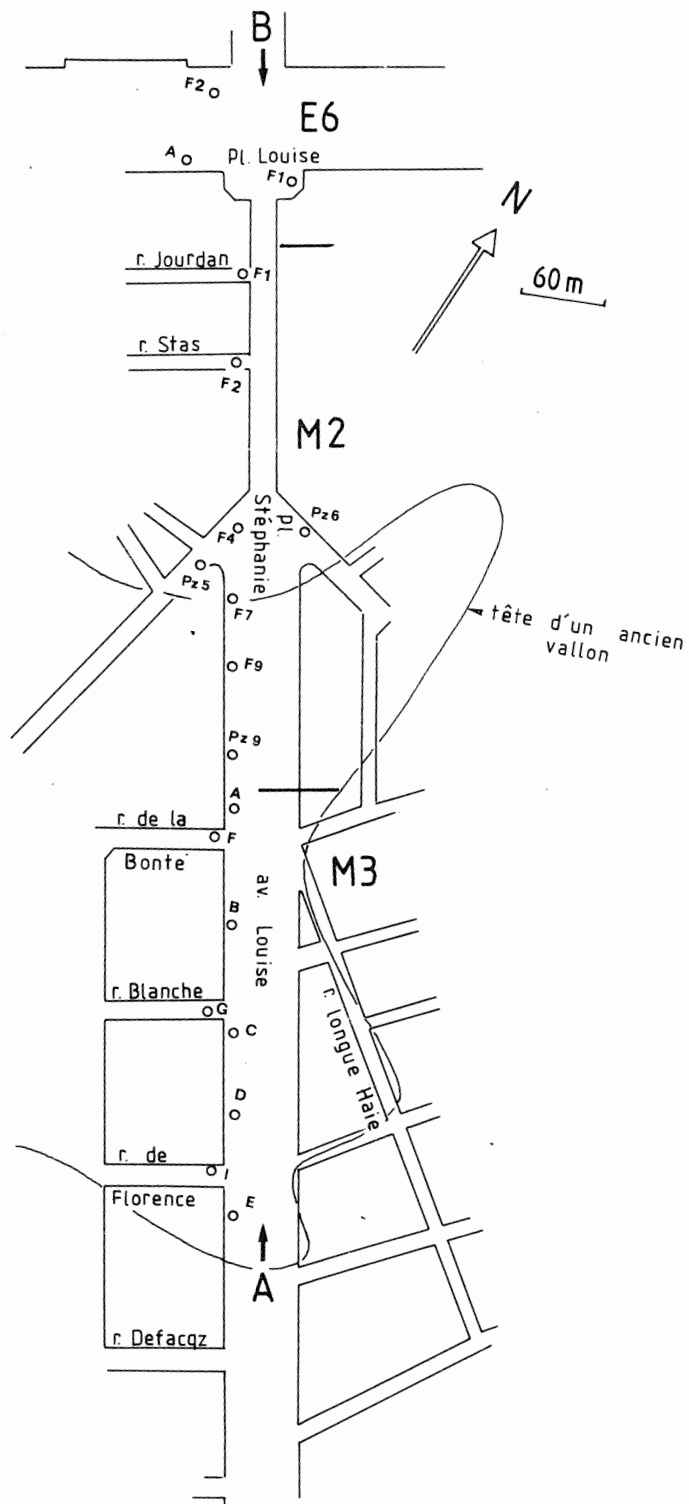 B
F2
E6
A
Pl. Louise
F1
N
r. Jourdan
F1
60m
r. Stas
F2
M2
Pl.
Stéphanie
Pz6
F4
Pz5
F7
tête d'un ancien
vallon
F9
Pz9
A
r. de la
F
Bonté
M3
B
av. Louise
r. Blanche
G
C
r. longue Haie
D
r. de
I
Florence
E
A
r. Defacqz